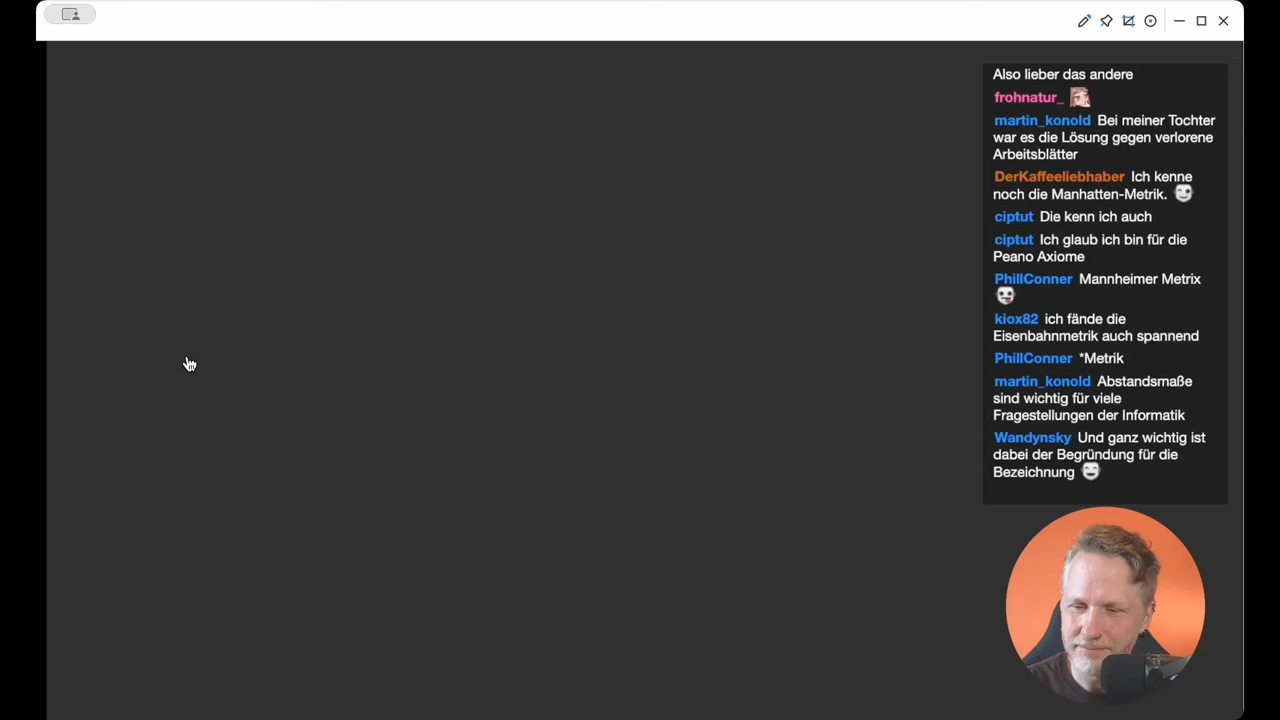 Also lieber das andere
frohnatur_
martin_konold Bei meiner Tochter
war es die Lösung gegen verlorene
Arbeitsblätter
DerKaffeeliebhaber Ich kenne
noch die Manhatten-Metrik.
ciptut Die kenn ich auch
ciptut Ich glaub ich bin für die
Peano Axiome
PhillConner Mannheimer Metrix
kiox82 ich fände die
Eisenbahnmetrik auch spannend
PhillConner *Metrik
martin_konold Abstandsmaße
sind wichtig für viele
Fragestellungen der Informatik
Wandynsky Und ganz wichtig ist
dabei der Begründung für die
Bezeichnung